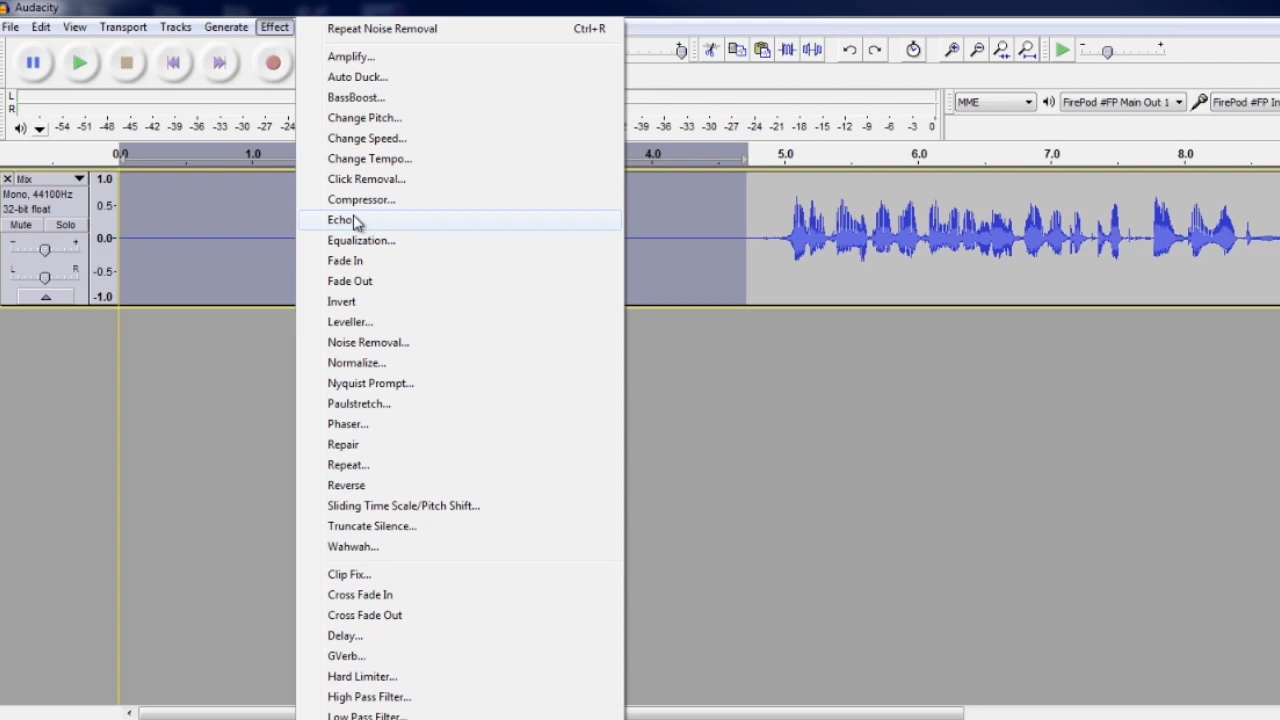 Audacity
File Edit View Transport Tracks Generate Effect
Repeat Noise Removal Ctrl+R
Amplify...
Auto Duck...
BassBoost...
Change Pitch...
Change Speed...
Change Tempo...
Click Removal...
Compressor...
Echo
Equalization...
Fade In
Fade Out
Invert
Leveller...
Noise Removal...
Normalize...
Nyquist Prompt...
Paulstretch...
Phaser...
Repair
Repeat...
Reverse
Sliding Time Scale/Pitch Shift...
Truncate Silence...
Wahwah...
Clip Fix...
Cross Fade In
Cross Fade Out
Delay...
GVerb...
Hard Limiter...
High Pass Filter...
Low Pass Filter...
L
R
-54 -51 -48 -45 -42 -39 -36 -33 -30 -27 -24
-39 -36 -33 -30 -27 -24 -21 -18 -15 -12 -9 -6 -3 0
MME FirePod #FP Main Out 1 FirePod #FP In
1.0 4.0 5.0 6.0 7.0 8.0
Mix
Mono, 44100Hz
32-bit float
Mute Solo
- +
L R
1.0
0.5-
0.0-
-0.5-
-1.0